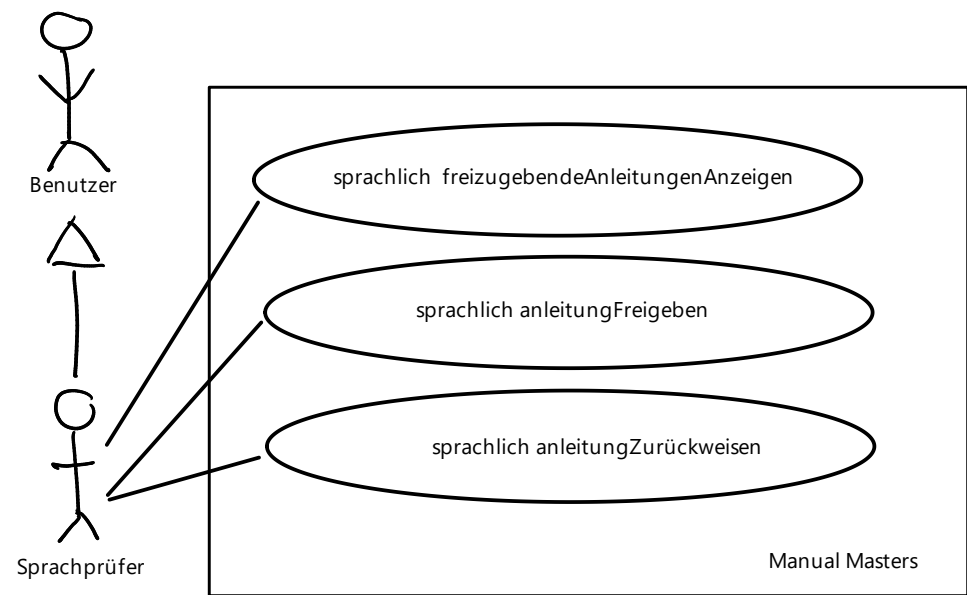 Benutzer
sprachlich freizugebendeAnleitungenAnzeigen
sprachlich anleitungFreigeben
sprachlich anleitungZurückweisen
Sprachprüfer
Manual Masters